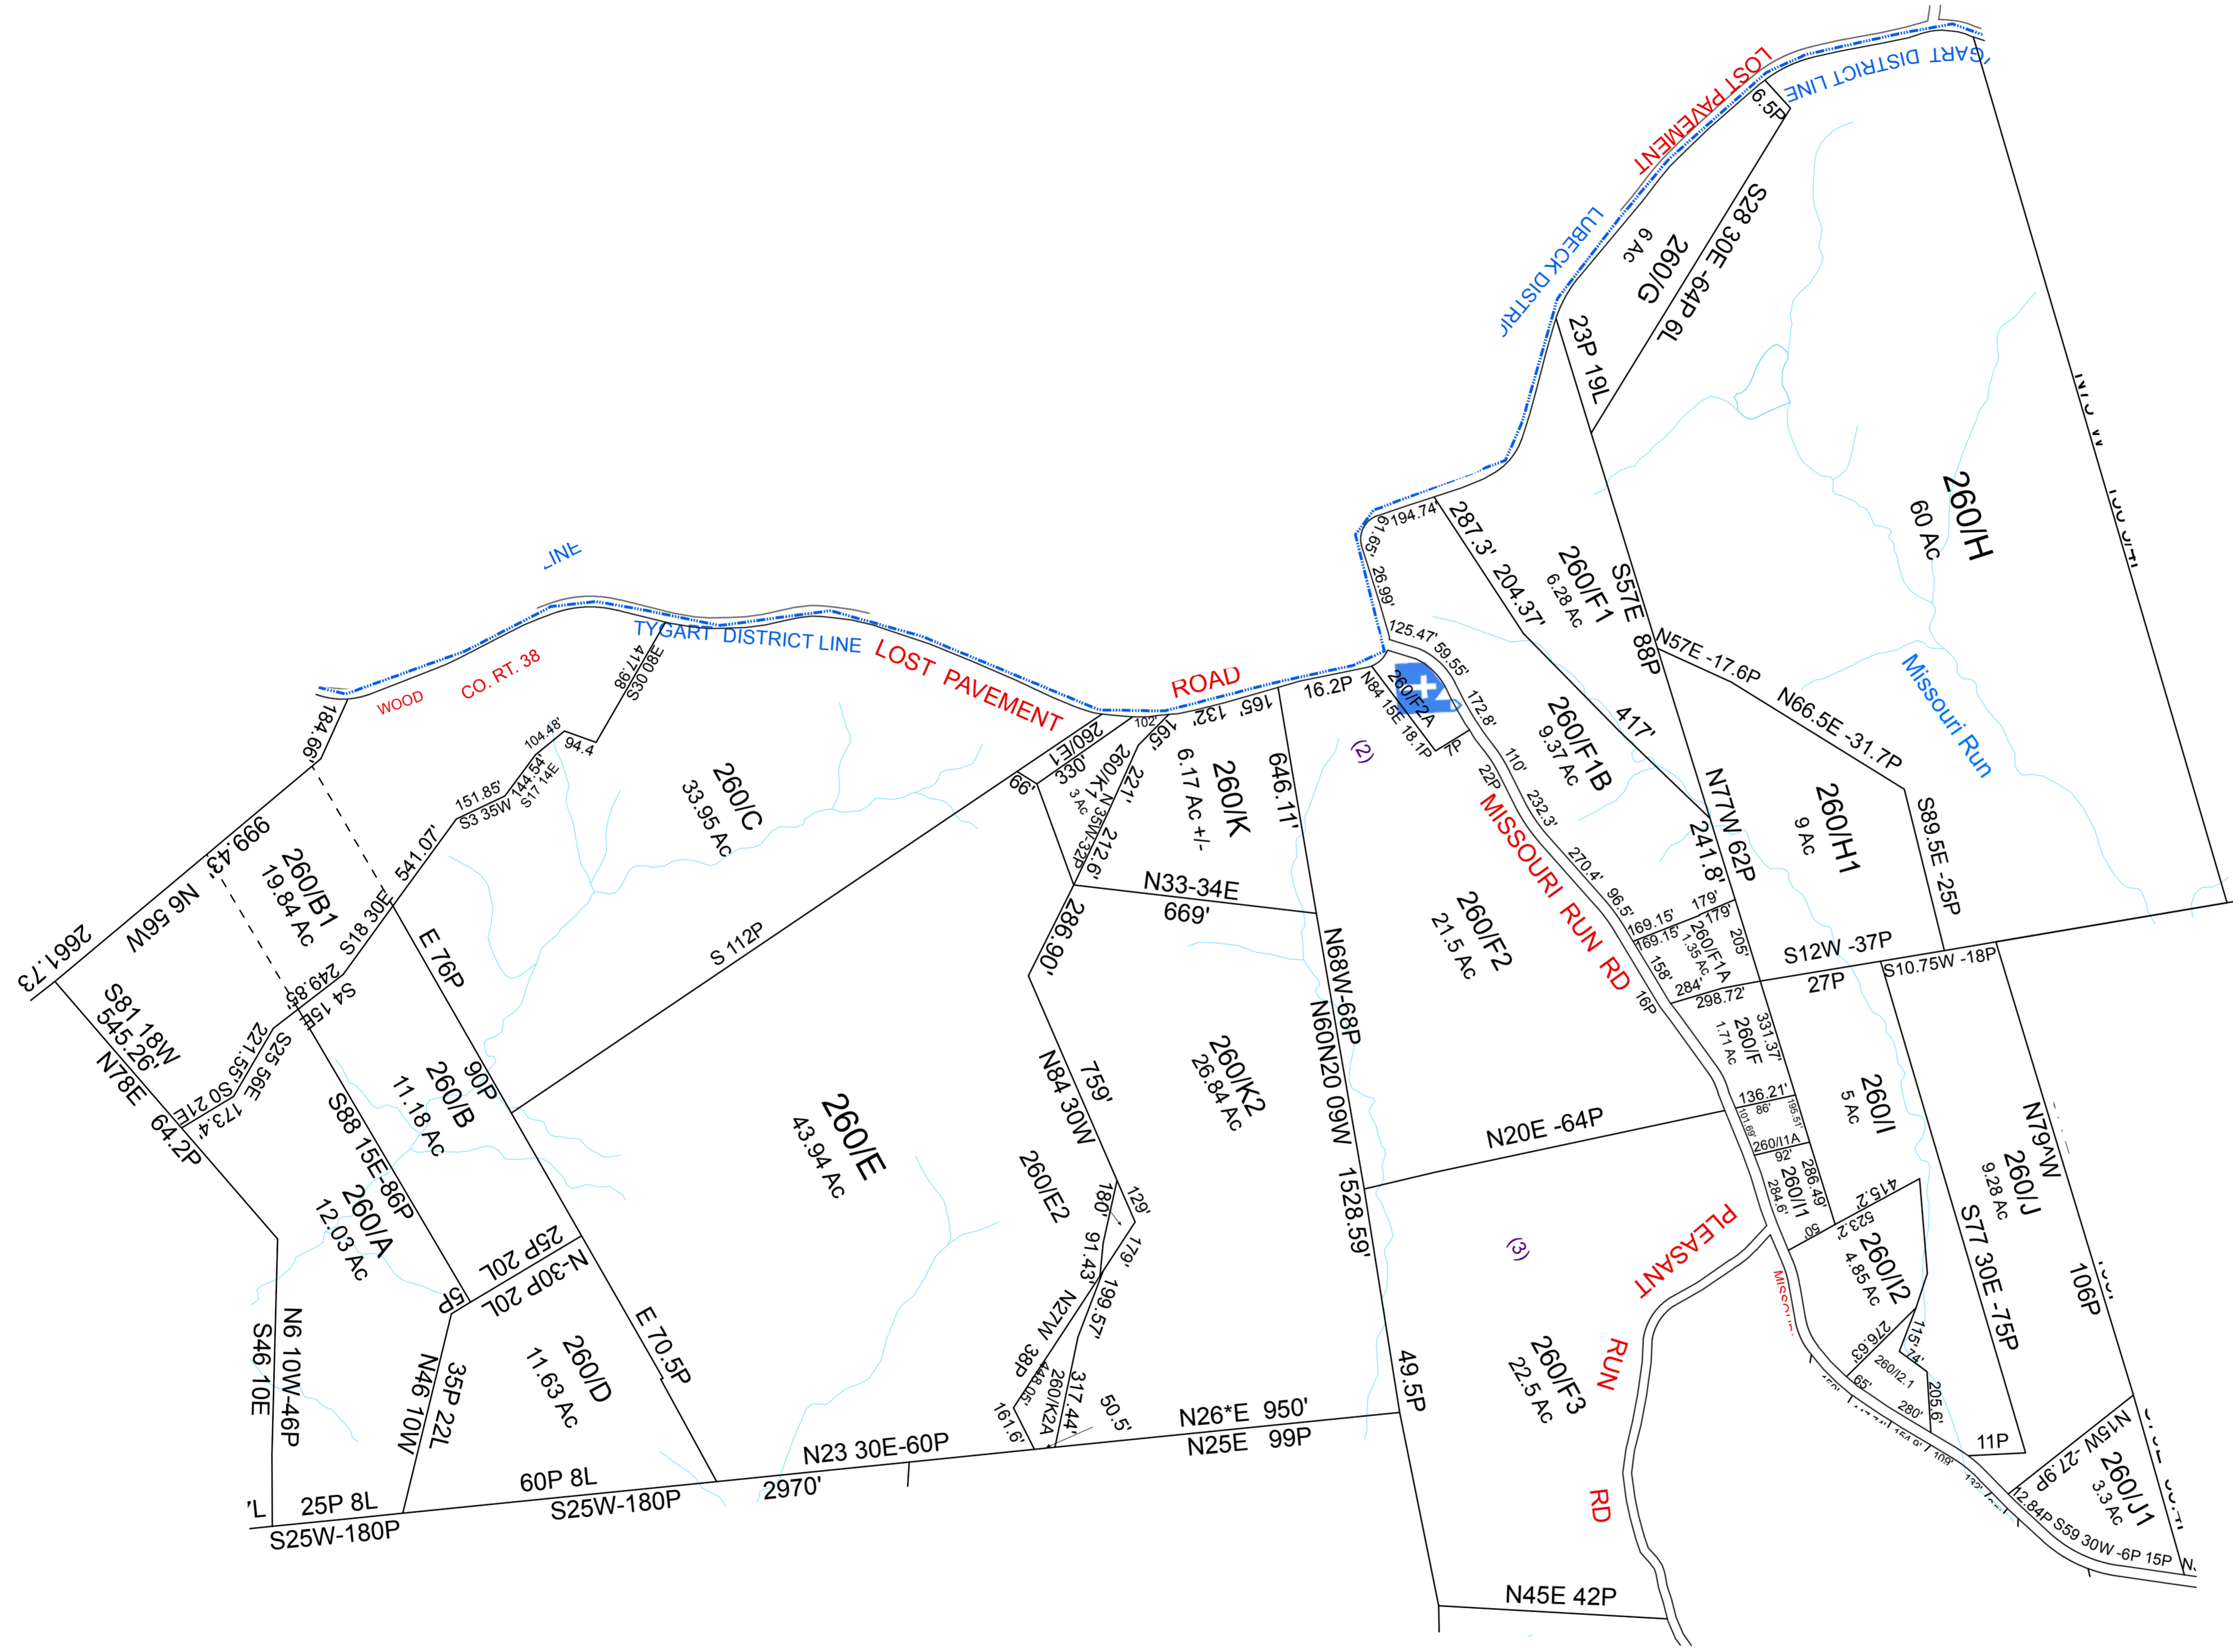 LOST PAVEMENT
TYGART DISTRICT LINE
LUBECK DISTRIC
6.5P
S28 30E -64P 6L
260/G
6 Ac
23P 19L
260/H
60 Ac
Missouri Run
LINE
WOOD
CO. RT. 38
TYGART DISTRICT LINE
LOST PAVEMENT
ROAD
184.66'
999.43'
N6 56W
2661.73
260/B1
19.84 Ac
S81 18W
545.26'
N78E
64.2P
541.07'
S18 30E
249.85'
S4 15E
221.55'
S25 56E
S0 21E
173.4'
151.85'
S3 35W
144.54'
S17 14E
104.48'
94.4
417.98
S30 08E
260/C
33.95 Ac
E 76P
90P
260/B
11.18 Ac
S88 15E-86P
260/A
12.03 Ac
25P 20L
N-30P 20L
5P
N6 10W-46P
S46 10E
35P 22L
N46 10W
260/D
11.63 Ac
E 70.5P
25P 8L
S25W-180P
60P 8L
S25W-180P
N23 30E-60P
2970'
S 112P
260/E
43.94 Ac
260/E1
330'
66'
102'
165'
260/K1
3 Ac
N 35W-32P
221'
212.6'
132'
165'
16.2P
260/K
6.17 Ac +/-
646.11'
N33-34E
669'
286.90'
759'
N84 30W
260/K2
26.84 Ac
260/E2
180'
129'
91.43'
179'
199.57'
N27W
38P
448.05'
260/K2A
317.44'
161.6'
50.5'
N26*E 950'
N25E 99P
N68W-68P
N60N20 09W
1528.59'
49.5P
N45E 42P
194.74'
61.65'
26.99'
125.47'
59.55'
172.8'
260/F2A
N84 15E 18.1P
7P
22P
110'
(2)
MISSOURI RUN RD
232.3'
270.4'
96.5'
287.3'
204.37'
417'
260/F1
6.28 Ac
S57E 88P
260/F1B
9.37 Ac
N57E -17.6P
N66.5E -31.7P
N77W 62P
241.8'
260/H1
9 Ac
S89.5E -25P
S12W -37P
27P
S10.75W -18P
260/F2
21.5 Ac
169.15'
179'
169.15'
179'
260/F1A
1.35 Ac
205'
158'
284'
298.72'
16P
260/F
1.71 Ac
331.37'
136.21'
86'
101.69'
195.51'
260/I1A
92'
260/I1
284.6'
286.49'
50'
260/I
5 Ac
415.2'
523.2'
260/I2
4.85 Ac
276.63'
115'
74'
260/I2.1
65'
280'
205.6'
N20E -64P
(3)
260/F3
22.5 Ac
PLEASANT
RUN
RD
S77 30E -75P
11P
260/J
9.28 Ac
N79^W
106P
N15W -27.9P
260/J1
3.3 Ac
12.84P
S59 30W -6P 15P
109'